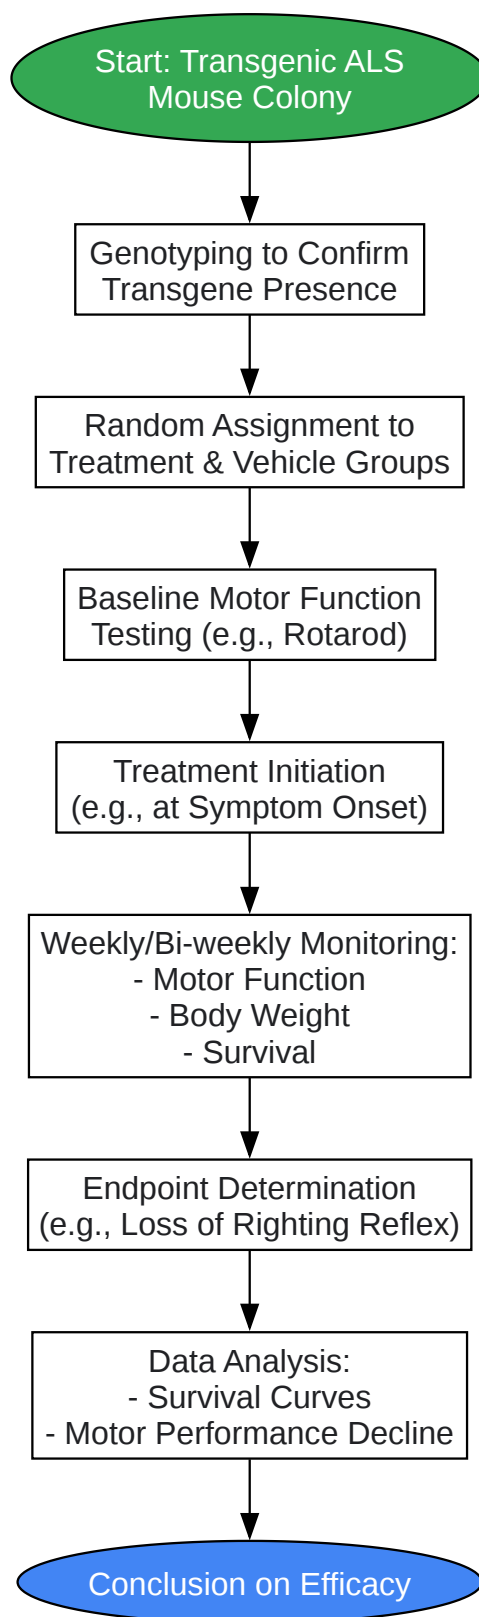 Start: Transgenic ALS
Mouse Colony
Genotyping to Confirm
Transgene Presence
Random Assignment to
Treatment & Vehicle Groups
Baseline Motor Function
Testing (e.g., Rotarod)
Treatment Initiation
(e.g., at Symptom Onset)
Weekly/Bi-weekly Monitoring:
- Motor Function
- Body Weight
- Survival
Endpoint Determination
(e.g., Loss of Righting Reflex)
Data Analysis:
- Survival Curves
- Motor Performance Decline
Conclusion on Efficacy